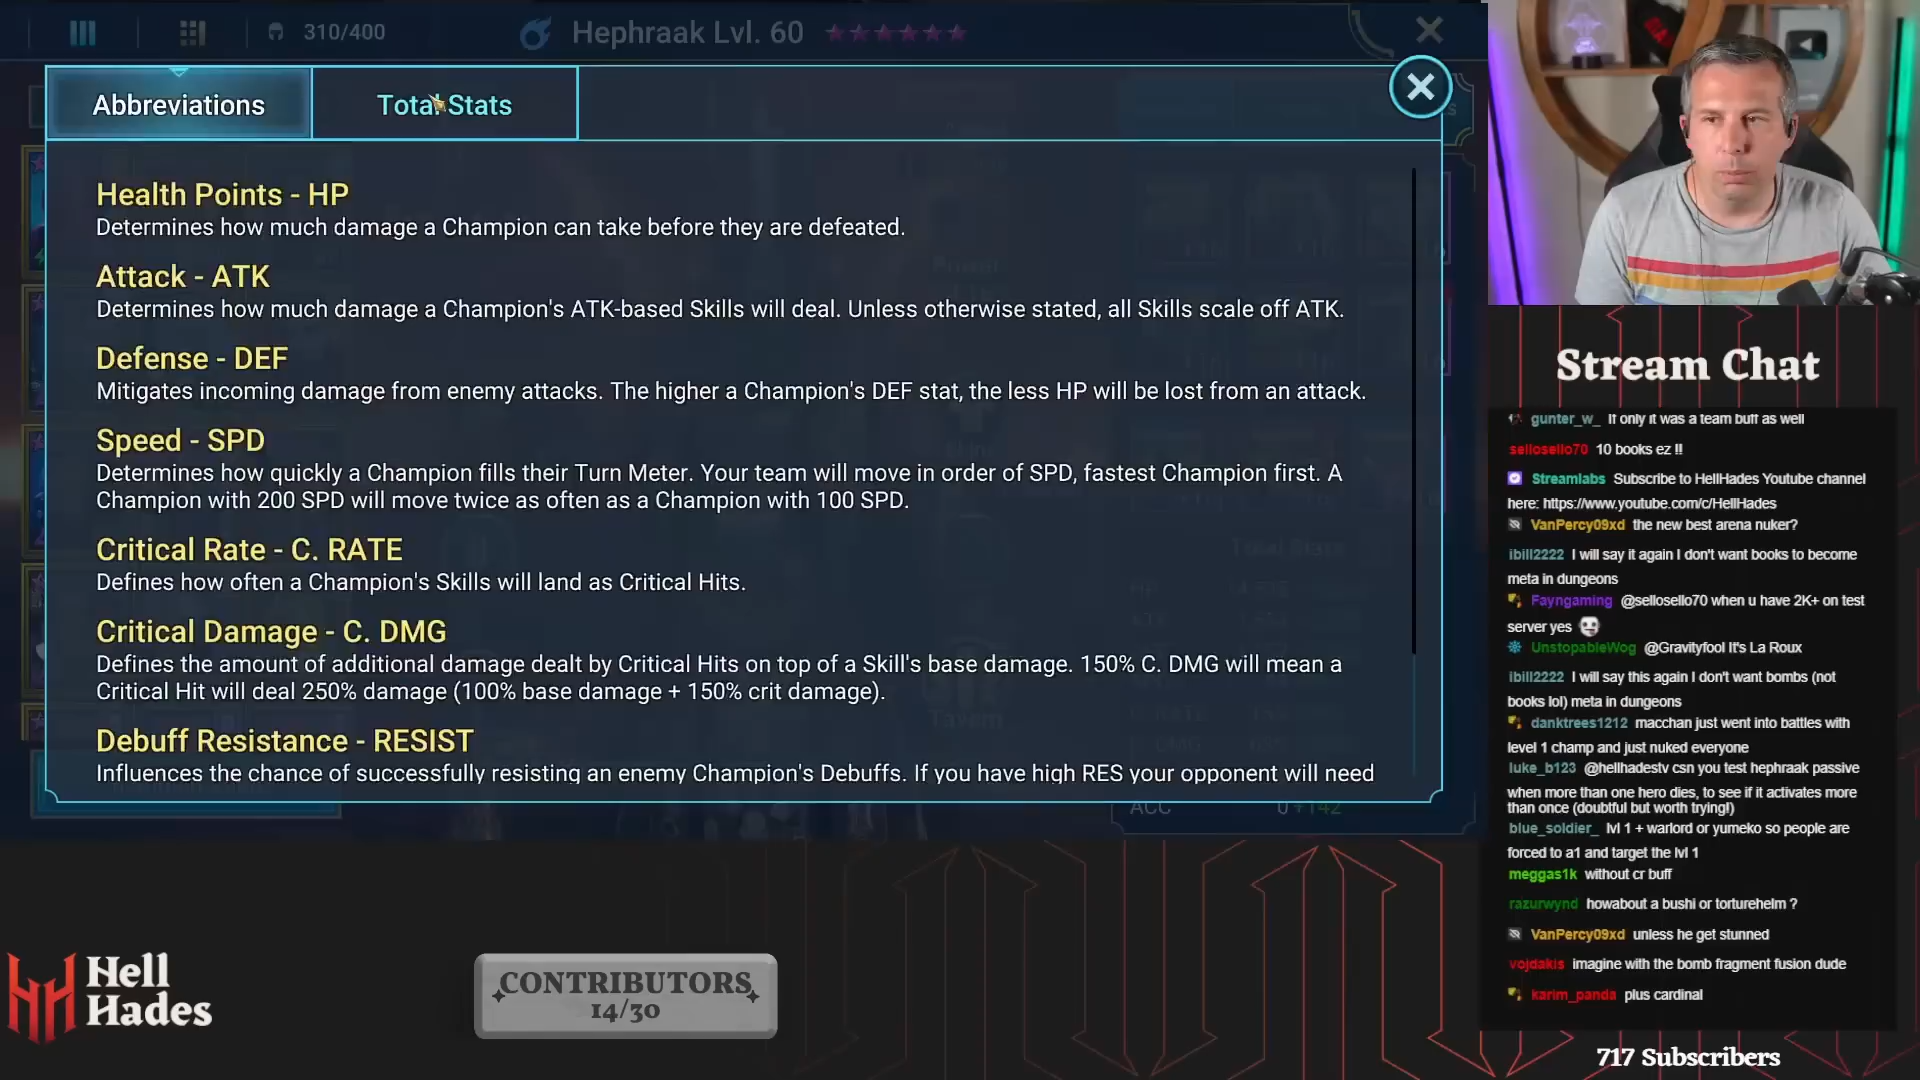 310/400
Hephraak Lvl. 60
Abbreviations
Total Stats
Health Points - HP
Determines how much damage a Champion can take before they are defeated.
Attack - ATK
Determines how much damage a Champion's ATK-based Skills will deal. Unless otherwise stated, all Skills scale off ATK.
Defense - DEF
Mitigates incoming damage from enemy attacks. The higher a Champion's DEF stat, the less HP will be lost from an attack.
Speed - SPD
Determines how quickly a Champion fills their Turn Meter. Your team will move in order of SPD, fastest Champion first. A
Champion with 200 SPD will move twice as often as a Champion with 100 SPD.
Critical Rate - C. RATE
Defines how often a Champion's Skills will land as Critical Hits.
Critical Damage - C. DMG
Defines the amount of additional damage dealt by Critical Hits on top of a Skill's base damage. 150% C. DMG will mean a
Critical Hit will deal 250% damage (100% base damage + 150% crit damage).
Debuff Resistance - RESIST
Influences the chance of successfully resisting an enemy Champion's Debuffs. If you have high RES your opponent will need
ACC 0 +142
Hell
Hades
CONTRIBUTORS
14/30
Stream Chat
gunter_w_ If only it was a team buff as well
sellosello70 10 books ez !!
Streamlabs Subscribe to HellHades Youtube channel
here: https://www.youtube.com/c/HellHades
VanPercy09xd the new best arena nuker?
ibill2222 I will say it again I don't want books to become
meta in dungeons
Fayngaming @sellosello70 when u have 2K+ on test
server yes
UnstopableWog @Gravityfool It's La Roux
ibill2222 I will say this again I don't want bombs (not
books lol) meta in dungeons
danktrees1212 macchan just went into battles with
level 1 champ and just nuked everyone
luke_b123 @hellhadestv csn you test hephraak passive
when more than one hero dies, to see if it activates more
than once (doubtful but worth trying!)
blue_soldier_ lvl 1 + warlord or yumeko so people are
forced to a1 and target the lvl 1
meggas1k without cr buff
razurwynd howabout a bushi or torturehelm ?
VanPercy09xd unless he get stunned
vojdakis imagine with the bomb fragment fusion dude
karim_panda plus cardinal
717 Subscribers